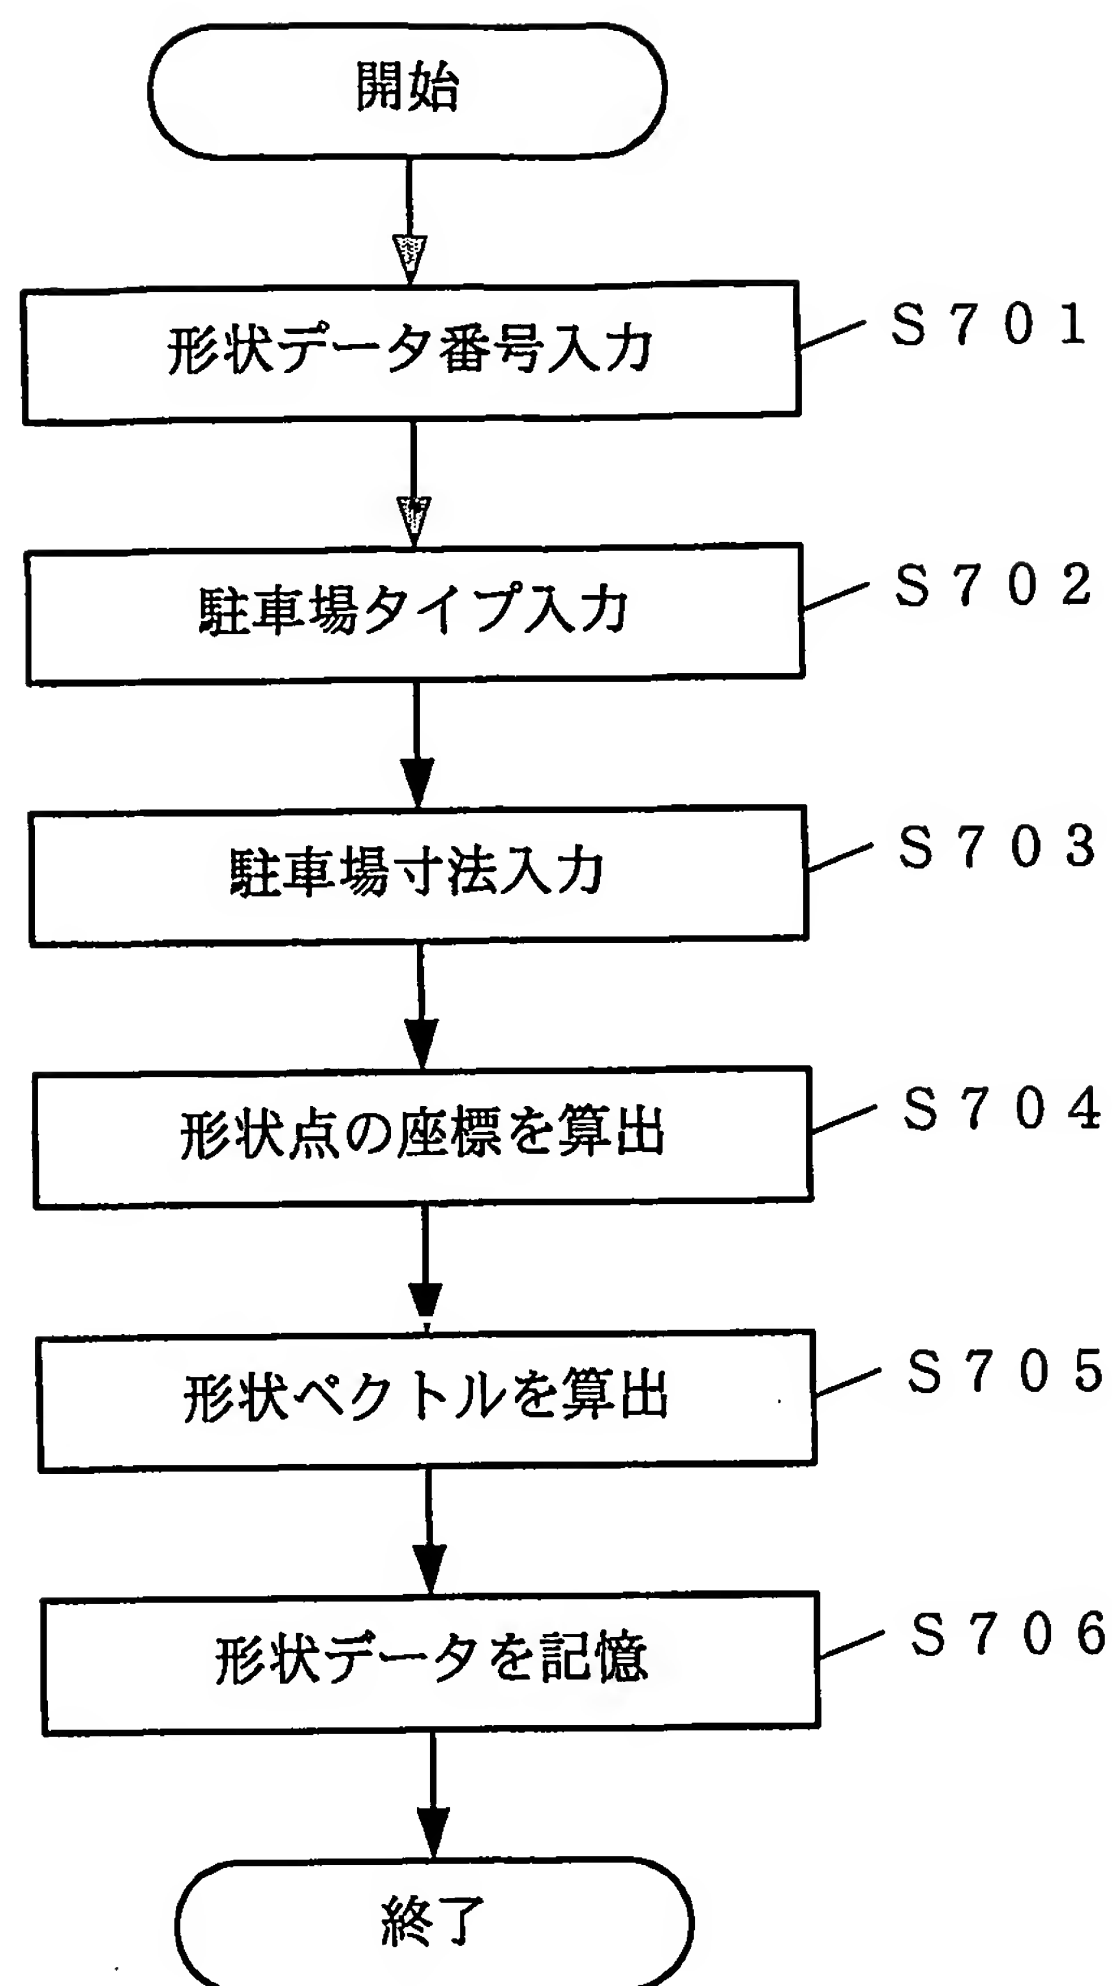 開始
形状データ番号入力
S701
駐車場タイプ入力
S702
駐車場寸法入力
S703
形状点の座標を算出
S704
形状ベクトルを算出
S705
形状データを記憶
S706
終了